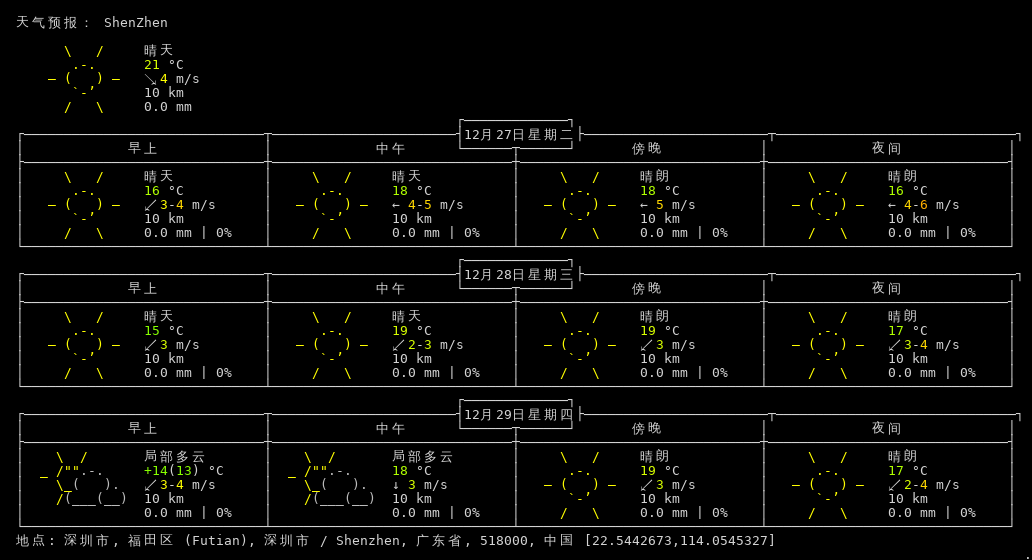 天气预报： ShenZhen
晴天
21 °C
↘ 4 m/s
10 km
0.0 mm
12月27日星期二
早上 中午 傍晚 夜间
晴天 晴天 晴朗 晴朗
16 °C 18 °C 18 °C 16 °C
↙ 3-4 m/s ← 4-5 m/s ← 5 m/s ← 4-6 m/s
10 km 10 km 10 km 10 km
0.0 mm | 0% 0.0 mm | 0% 0.0 mm | 0% 0.0 mm | 0%
12月28日星期三
早上 中午 傍晚 夜间
晴天 晴天 晴朗 晴朗
15 °C 19 °C 19 °C 17 °C
↙ 3 m/s ↙ 2-3 m/s ↙ 3 m/s ↙ 3-4 m/s
10 km 10 km 10 km 10 km
0.0 mm | 0% 0.0 mm | 0% 0.0 mm | 0% 0.0 mm | 0%
12月29日星期四
早上 中午 傍晚 夜间
局部多云 局部多云 晴朗 晴朗
+14(13) °C 18 °C 19 °C 17 °C
↙ 3-4 m/s ↓ 3 m/s ↙ 3 m/s ↙ 2-4 m/s
10 km 10 km 10 km 10 km
0.0 mm | 0% 0.0 mm | 0% 0.0 mm | 0% 0.0 mm | 0%
地点: 深圳市, 福田区 (Futian), 深圳市 / Shenzhen, 广东省, 518000, 中国 [22.5442673,114.0545327]